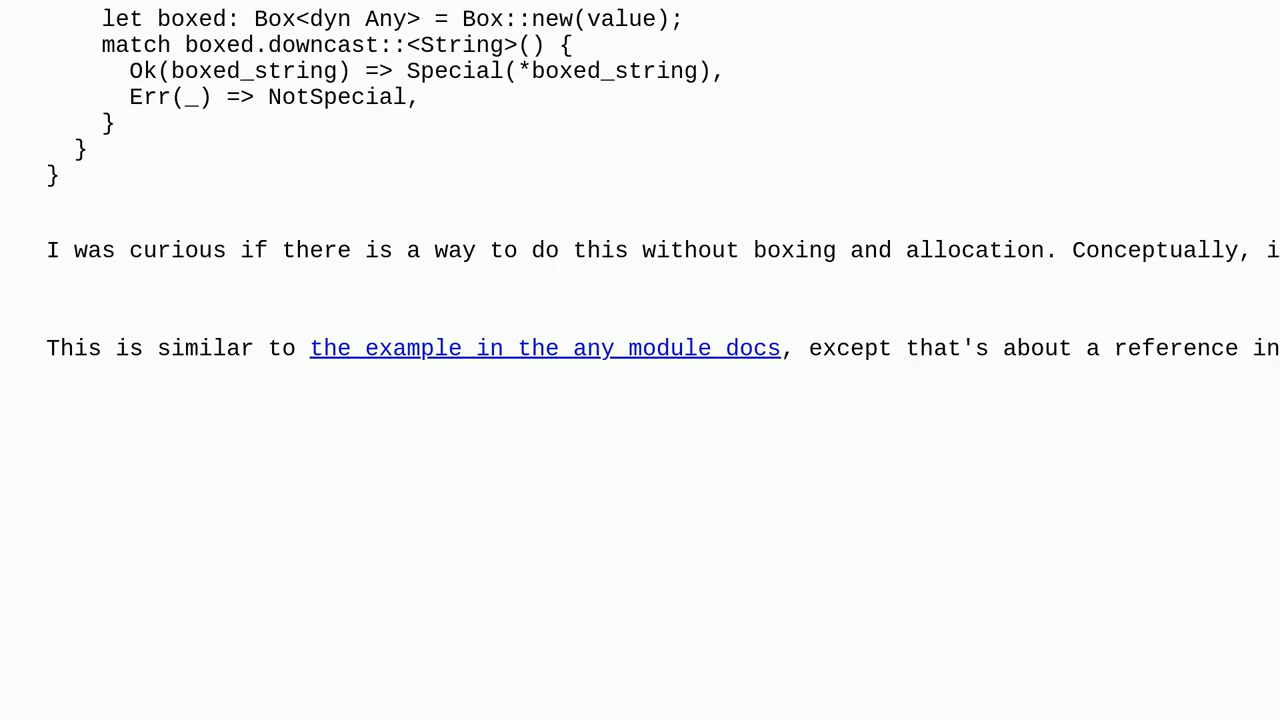 let boxed: Box<dyn Any> = Box::new(value);
match boxed.downcast::<String>() {
Ok(boxed_string) => Special(*boxed_string),
Err(_) => NotSpecial,
}
}
}
I was curious if there is a way to do this without boxing and allocation. Conceptually, i
This is similar to the example in the any module docs, except that's about a reference in